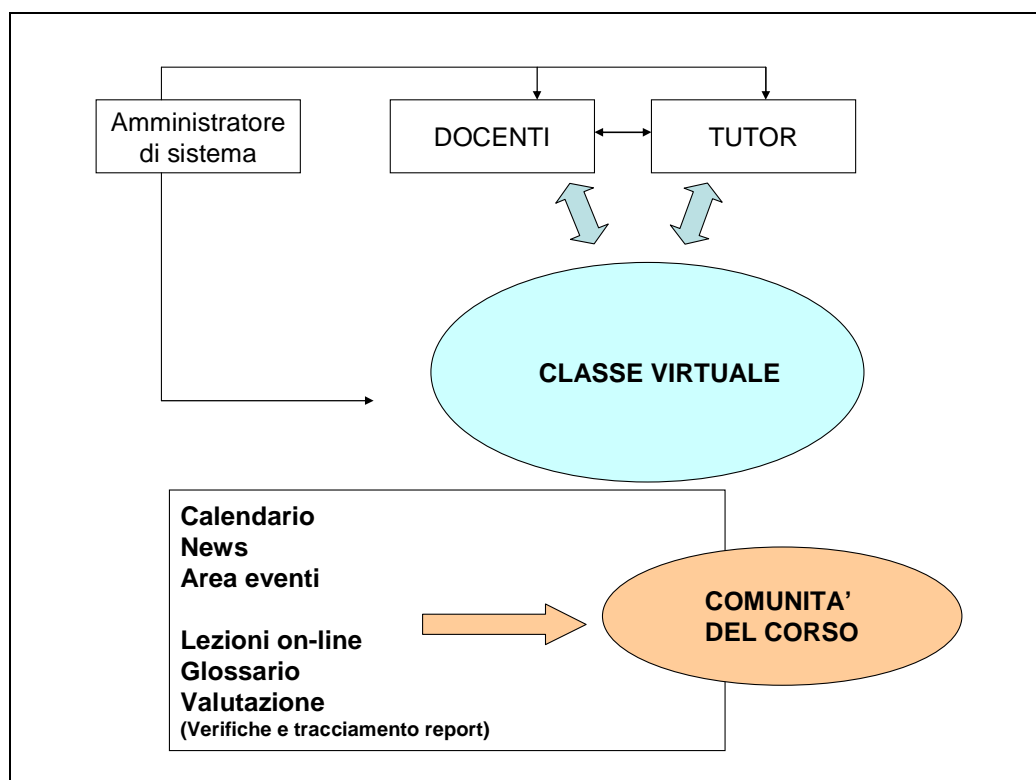 Amministratore
di sistema
DOCENTI
TUTOR
CLASSE VIRTUALE
Calendario
News
Area eventi
Lezioni on-line
Glossario
Valutazione
(Verifiche e tracciamento report)
COMUNITA’
DEL CORSO